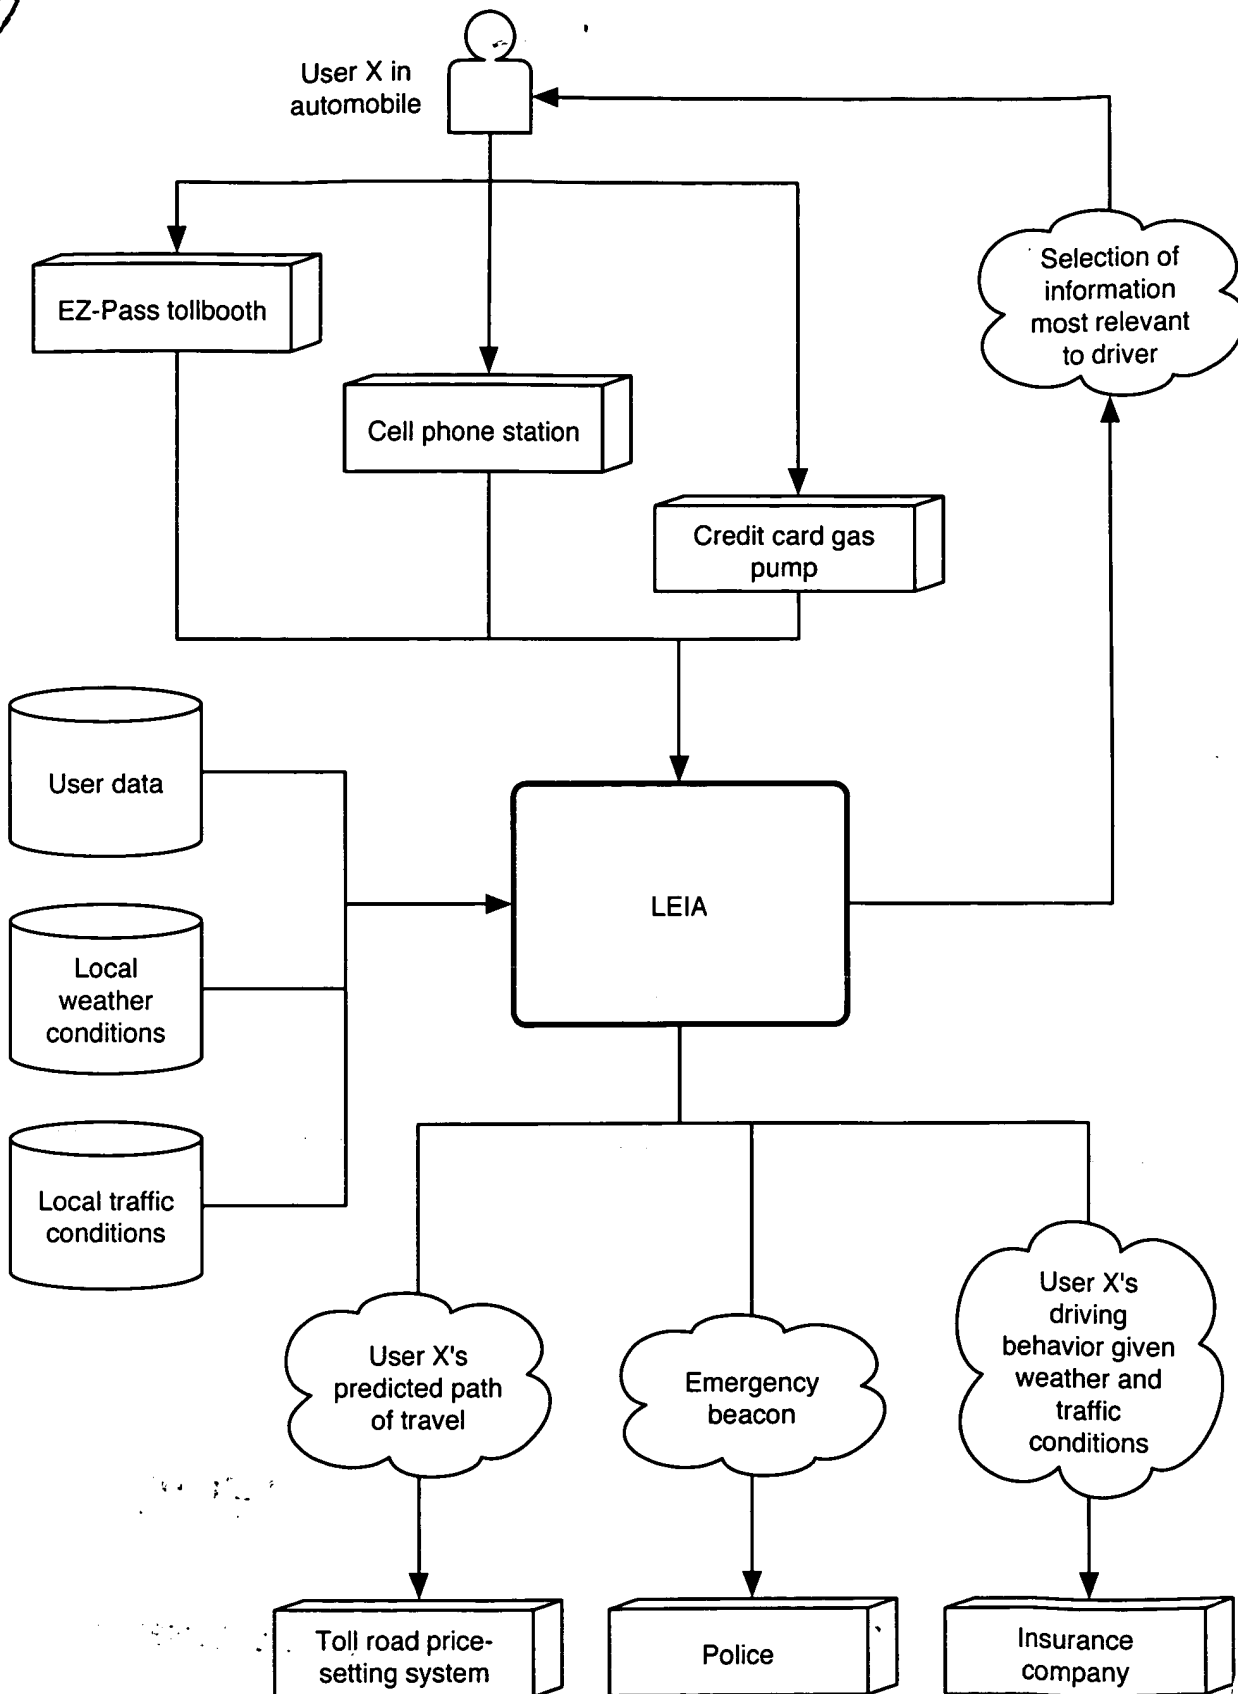 User X in
automobile
EZ-Pass tollbooth
Cell phone station
Credit card gas
pump
Selection of
information
most relevant
to driver
User data
Local
weather
conditions
Local traffic
conditions
LEIA
User X's
predicted path
of travel
Emergency
beacon
User X's
driving
behavior given
weather and
traffic
conditions
Toll road price-
setting system
Police
Insurance
company